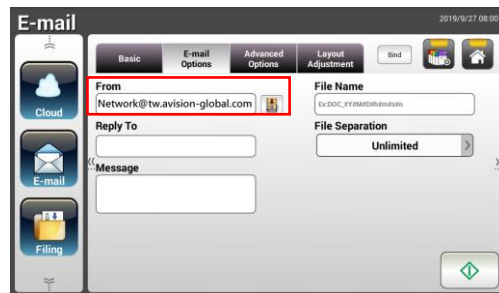 E-mail
2019/9/27 08:00
Basic
E-mail Options
Advanced Options
Layout Adjustment
Bind
From
Network@tw.avision-global.com
File Name
Reply To
File Separation
Unlimited
Message
Cloud
E-mail
Filing